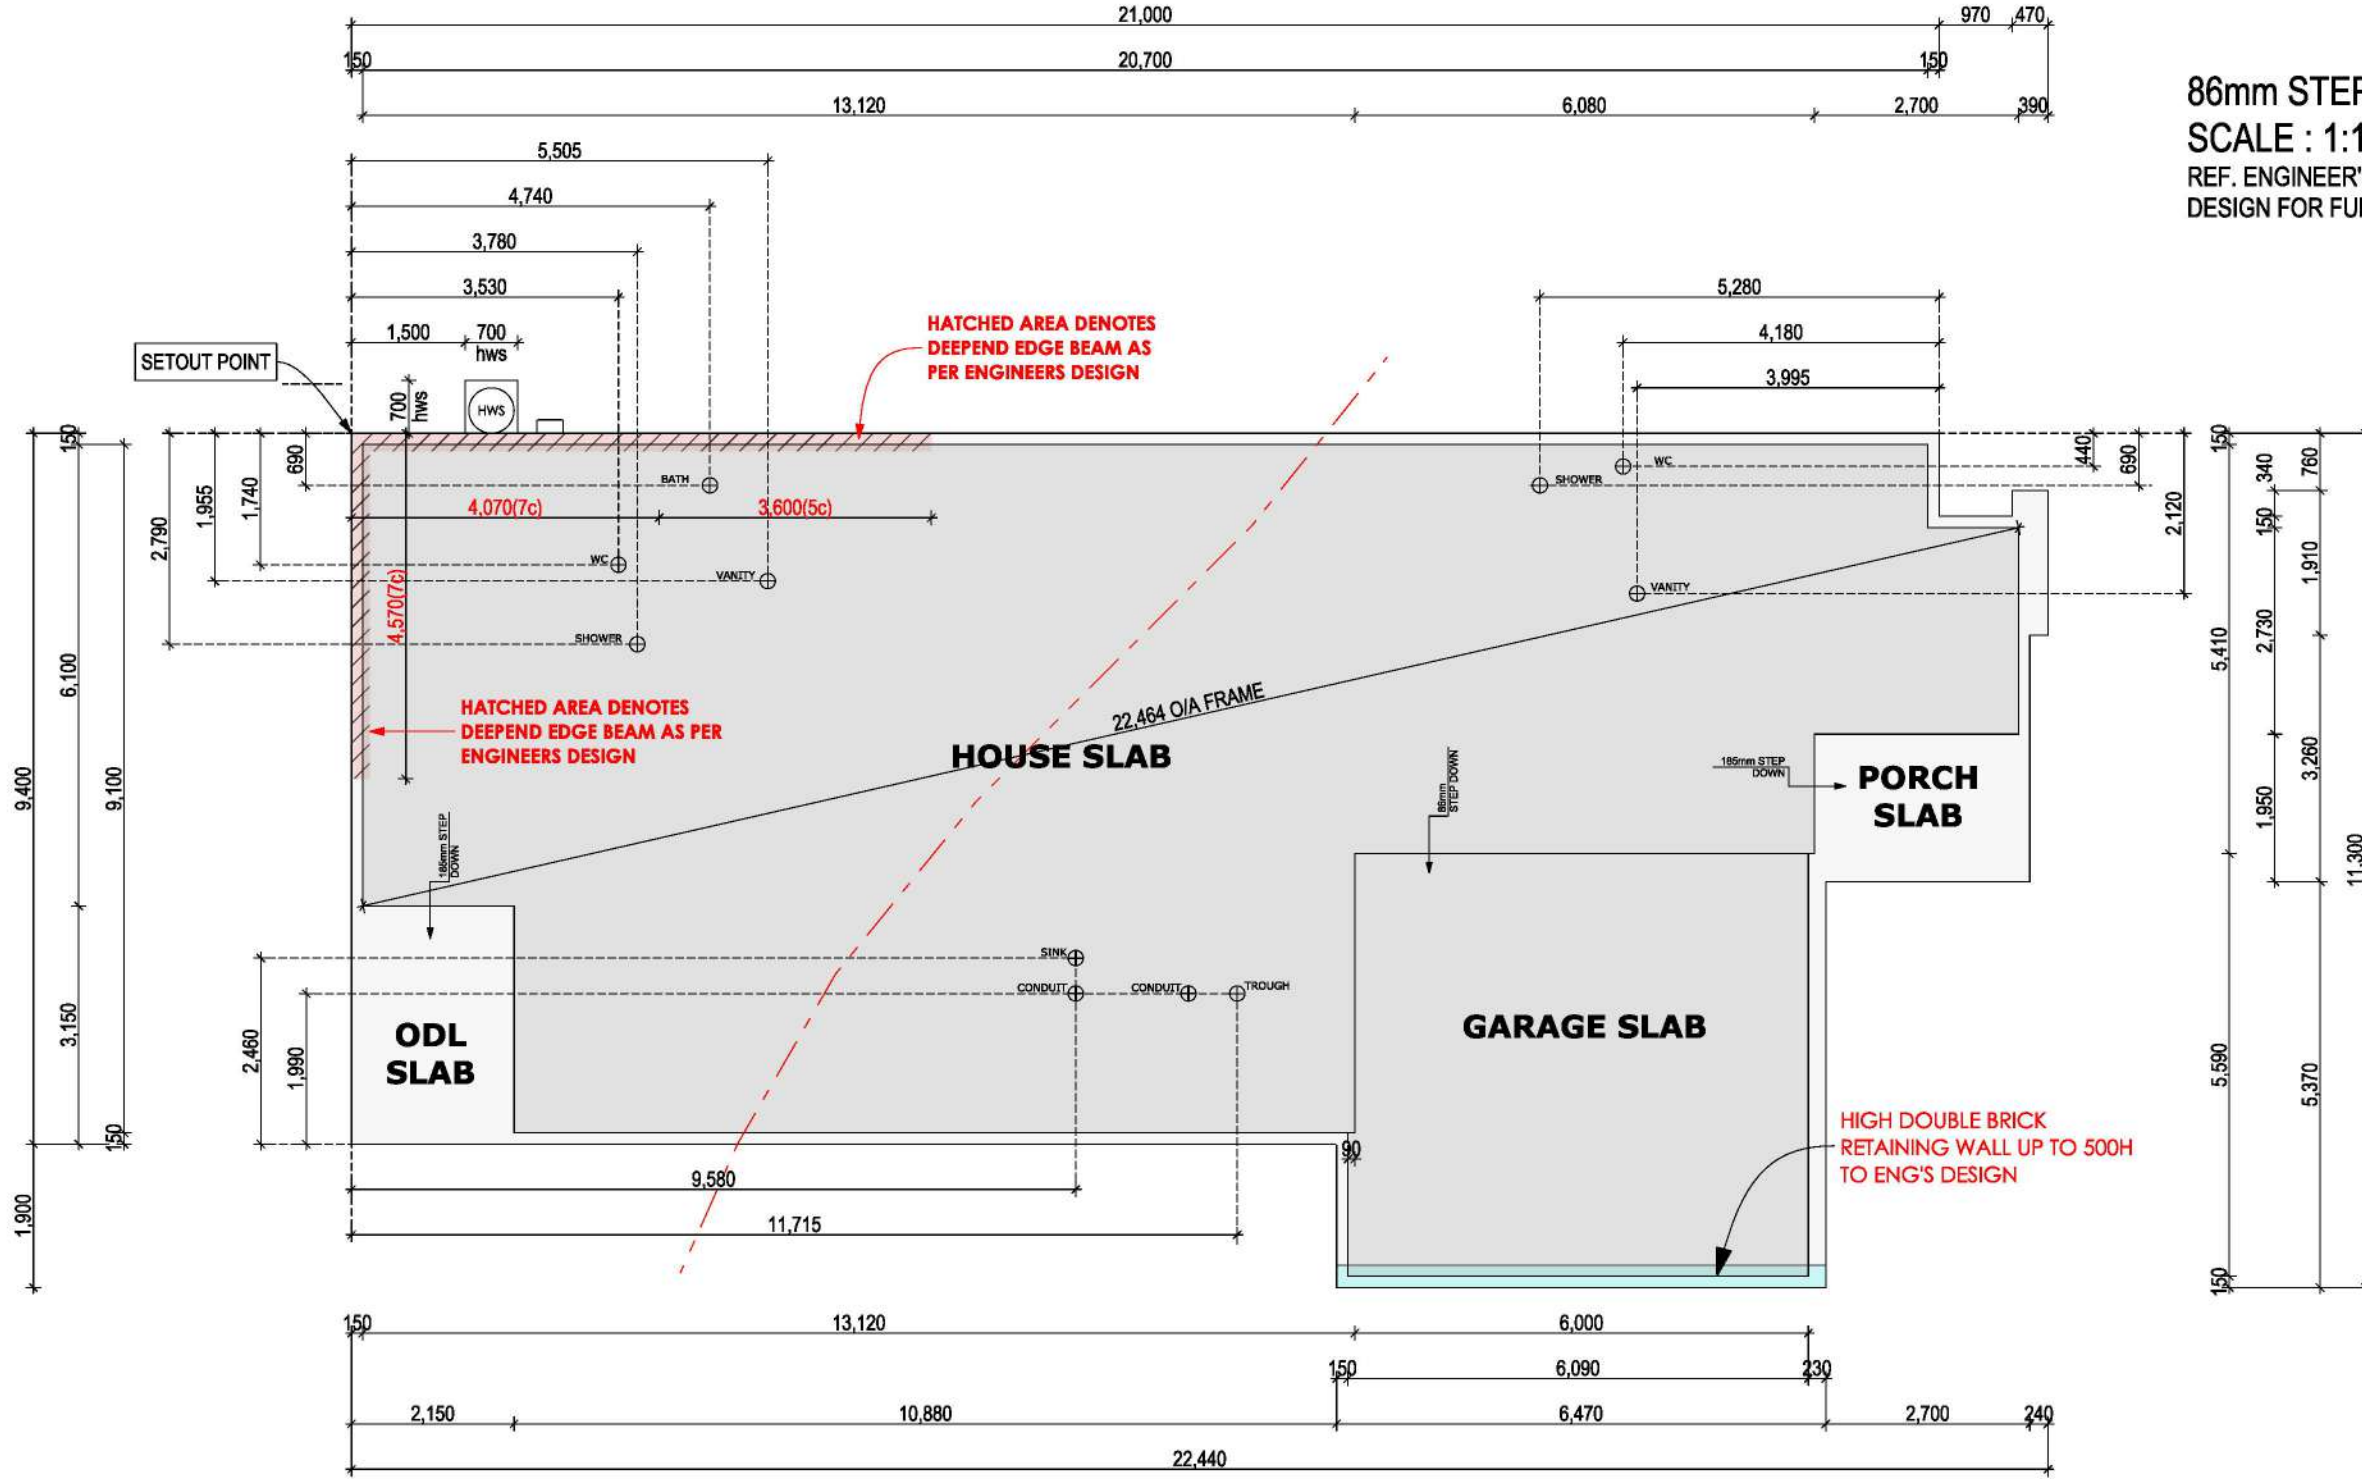 21,000
970
470
150
20,700
150
13,120
6,080
2,700
390
86mm STEP
SCALE : 1:1
REF. ENGINEER'
DESIGN FOR FU
5,505
4,740
3,780
3,530
1,500
700
hws
SETOUT POINT
700
hws
HWS
HATCHED AREA DENOTES
DEEPEND EDGE BEAM AS
PER ENGINEERS DESIGN
5,280
4,180
3,995
150
690
1,740
1,955
2,790
6,100
9,400
9,100
3,150
150
1,900
BATH
4,070(7c)
3,600(5c)
WC
VANITY
4,570(7c)
SHOWER
SHOWER
WC
VANITY
440
690
2,120
150
340
760
150
1,910
2,730
5,410
3,260
1,950
11,300
5,590
5,370
150
HATCHED AREA DENOTES
DEEPEND EDGE BEAM AS PER
ENGINEERS DESIGN
22,464 O/A FRAME
HOUSE SLAB
86mm
STEP DOWN
185mm STEP
DOWN
PORCH
SLAB
185mm STEP
DOWN
SINK
CONDUIT
CONDUIT
TROUGH
ODL
SLAB
GARAGE SLAB
2,460
1,990
90
9,580
11,715
HIGH DOUBLE BRICK
RETAINING WALL UP TO 500H
TO ENG'S DESIGN
150
13,120
6,000
150
6,090
230
2,150
10,880
6,470
2,700
240
22,440